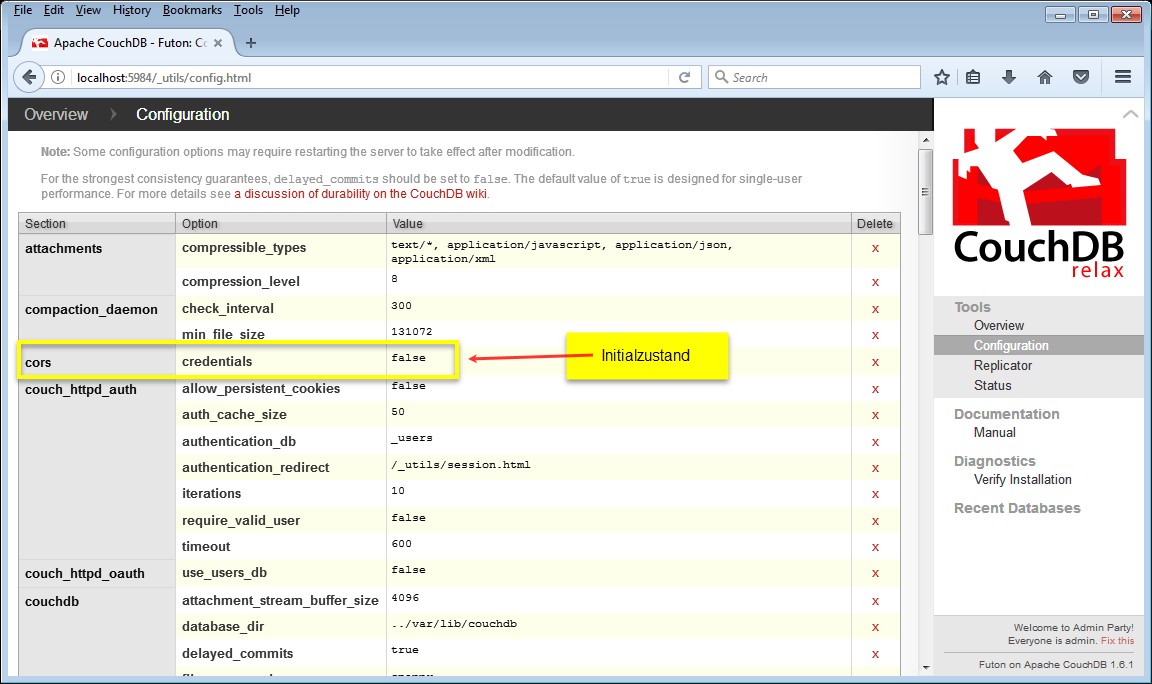 File Edit View History Bookmarks Tools Help
Apache CouchDB - Futon: Co
localhost:5984/_utils/config.html
Search
Overview Configuration
Note: Some configuration options may require restarting the server to take effect after modification.
For the strongest consistency guarantees, delayed_commits should be set to false. The default value of true is designed for single-user
performance. For more details see a discussion of durability on the CouchDB wiki.
Section Option Value Delete
attachments compressible_types text/*, application/javascript, application/json, x
application/xml
compression_level 8 x
compaction_daemon check_interval 300 x
min_file_size 131072 x
cors credentials false x
Initialzustand
couch_httpd_auth allow_persistent_cookies false x
auth_cache_size 50 x
authentication_db _users x
authentication_redirect /_utils/session.html x
iterations 10 x
require_valid_user false x
timeout 600 x
couch_httpd_oauth use_users_db false x
couchdb attachment_stream_buffer_size 4096 x
database_dir ../var/lib/couchdb x
delayed_commits true x
CouchDB
relax
Tools
Overview
Configuration
Replicator
Status
Documentation
Manual
Diagnostics
Verify Installation
Recent Databases
Welcome to Admin Party!
Everyone is admin. Fix this
Futon on Apache CouchDB 1.6.1